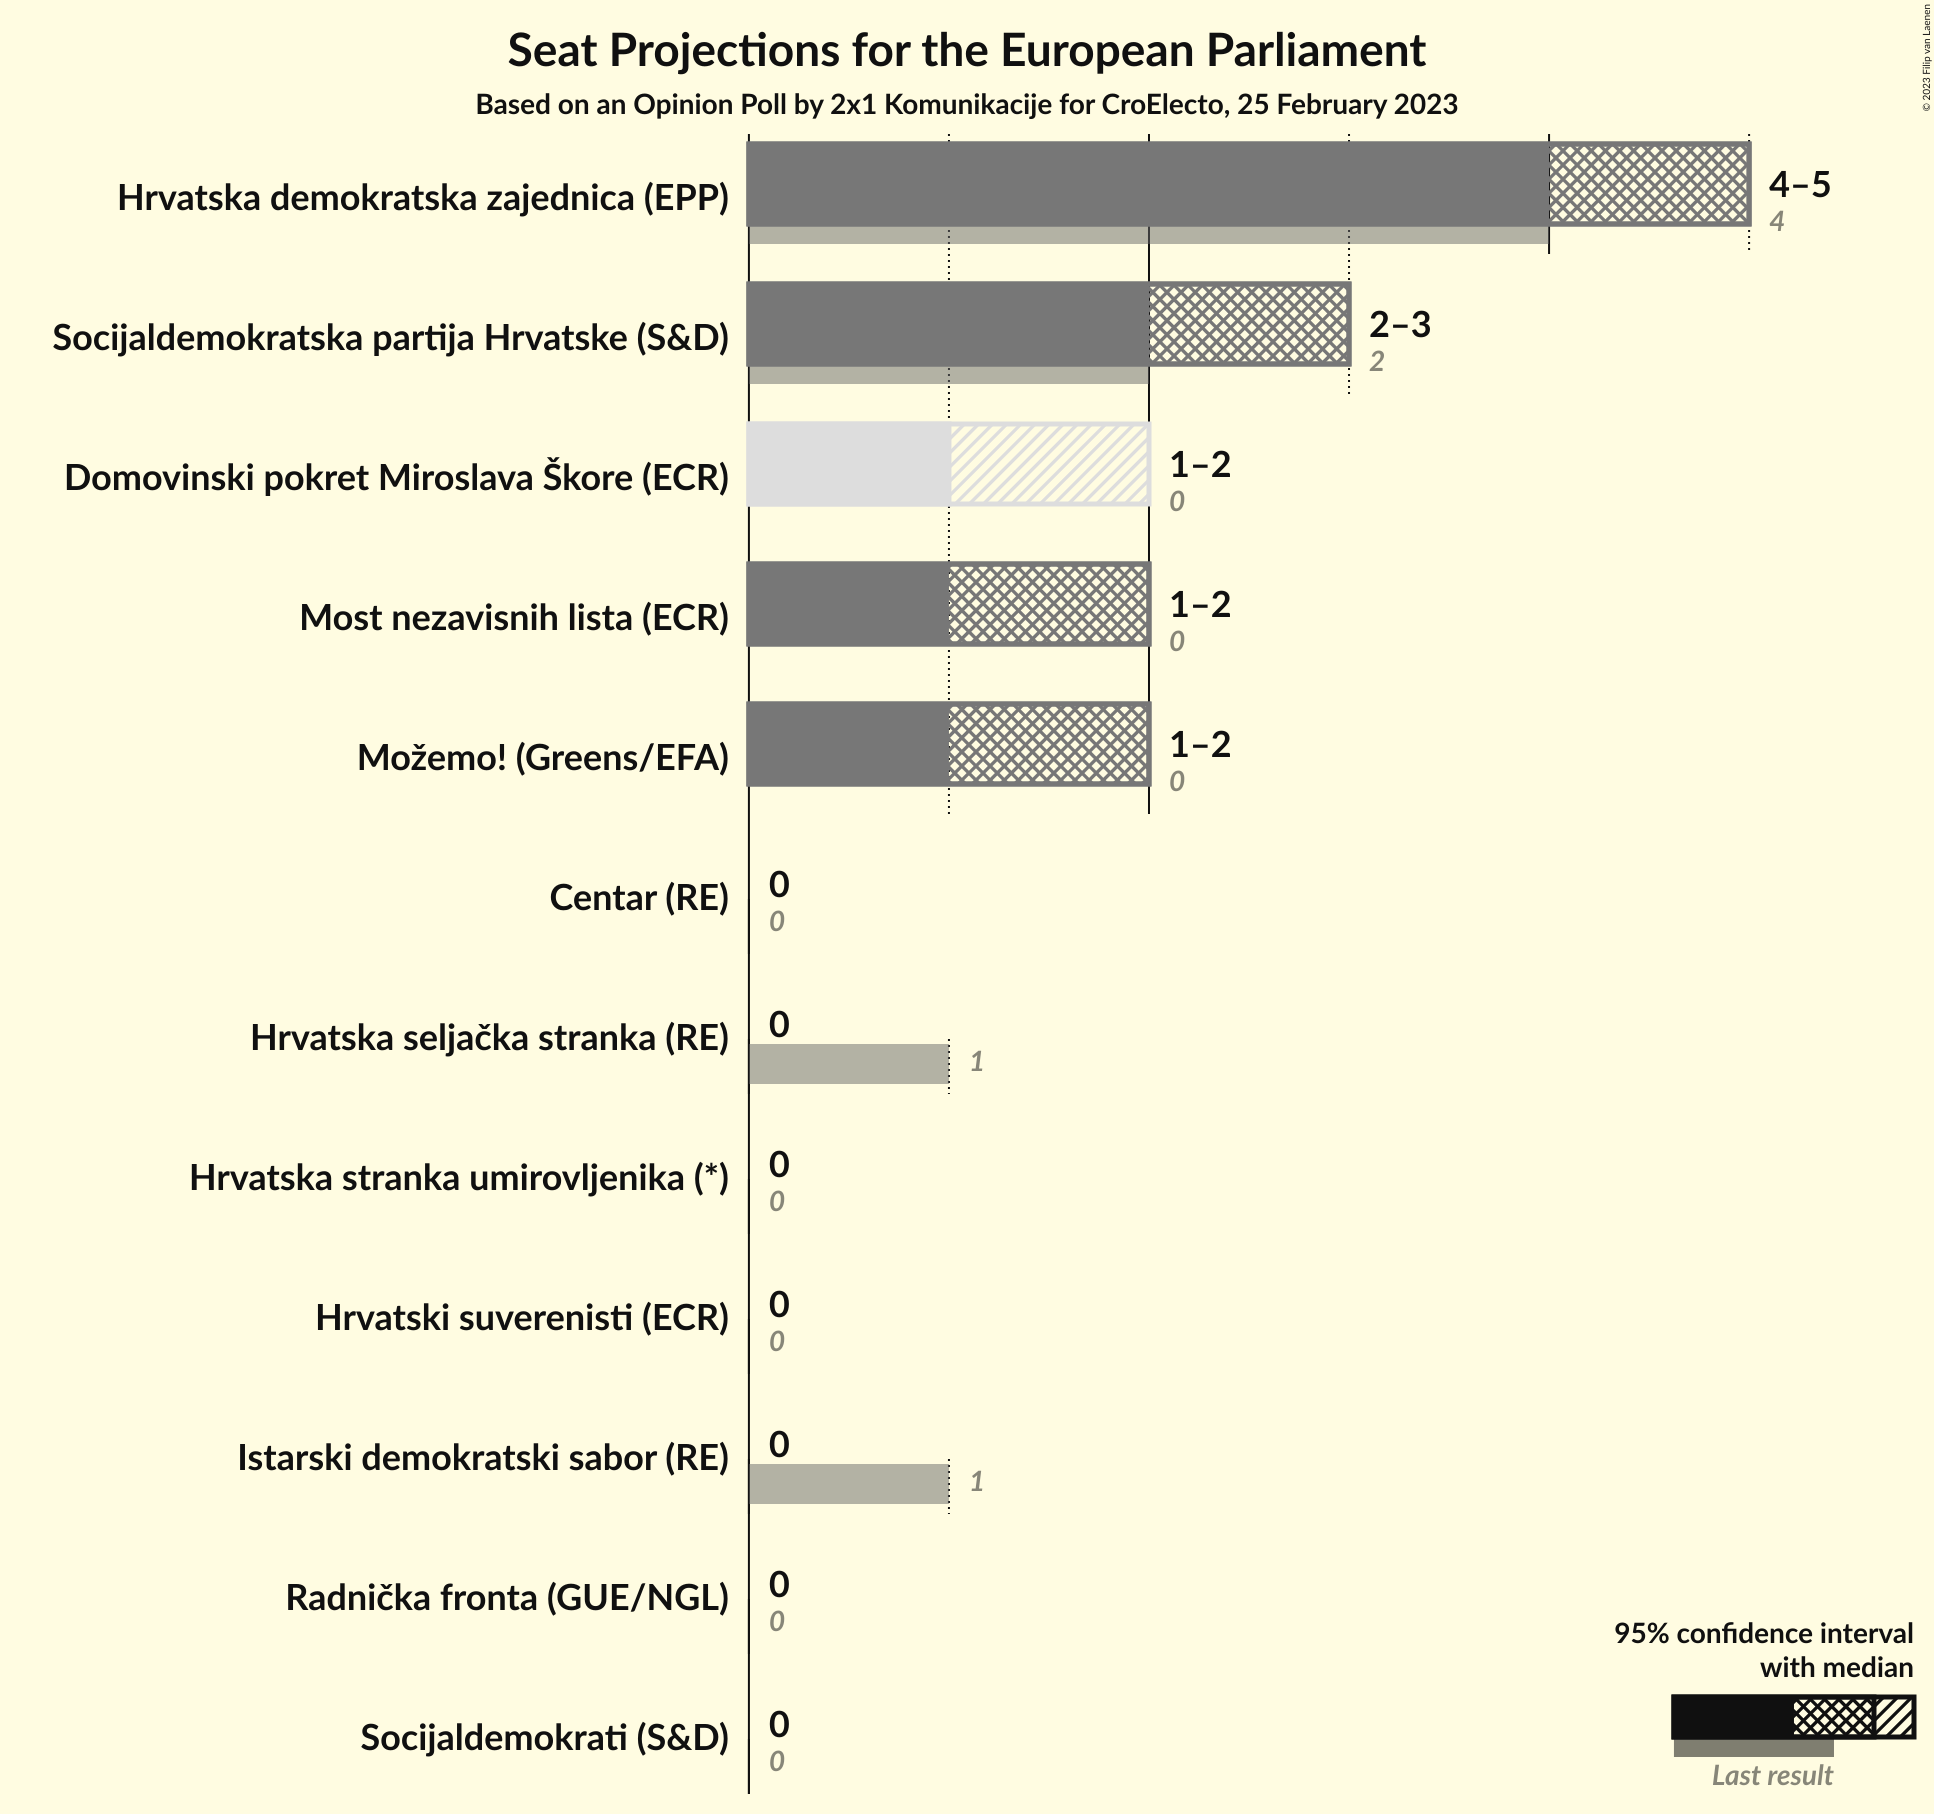 Seat Projections for the European Parliament
Based on an Opinion Poll by 2x1 Komunikacije for CroElecto, 25 February 2023
© 2023 Filip van Laenen
Hrvatska demokratska zajednica (EPP)
4–5
4
Socijaldemokratska partija Hrvatske (S&D)
2–3
2
Domovinski pokret Miroslava Škore (ECR)
1–2
0
Most nezavisnih lista (ECR)
1–2
0
Možemo! (Greens/EFA)
1–2
0
Centar (RE)
0
0
Hrvatska seljačka stranka (RE)
0
1
Hrvatska stranka umirovljenika (*)
0
0
Hrvatski suverenisti (ECR)
0
0
Istarski demokratski sabor (RE)
0
1
Radnička fronta (GUE/NGL)
0
0
Socijaldemokrati (S&D)
0
0
95% confidence interval
with median
Last result